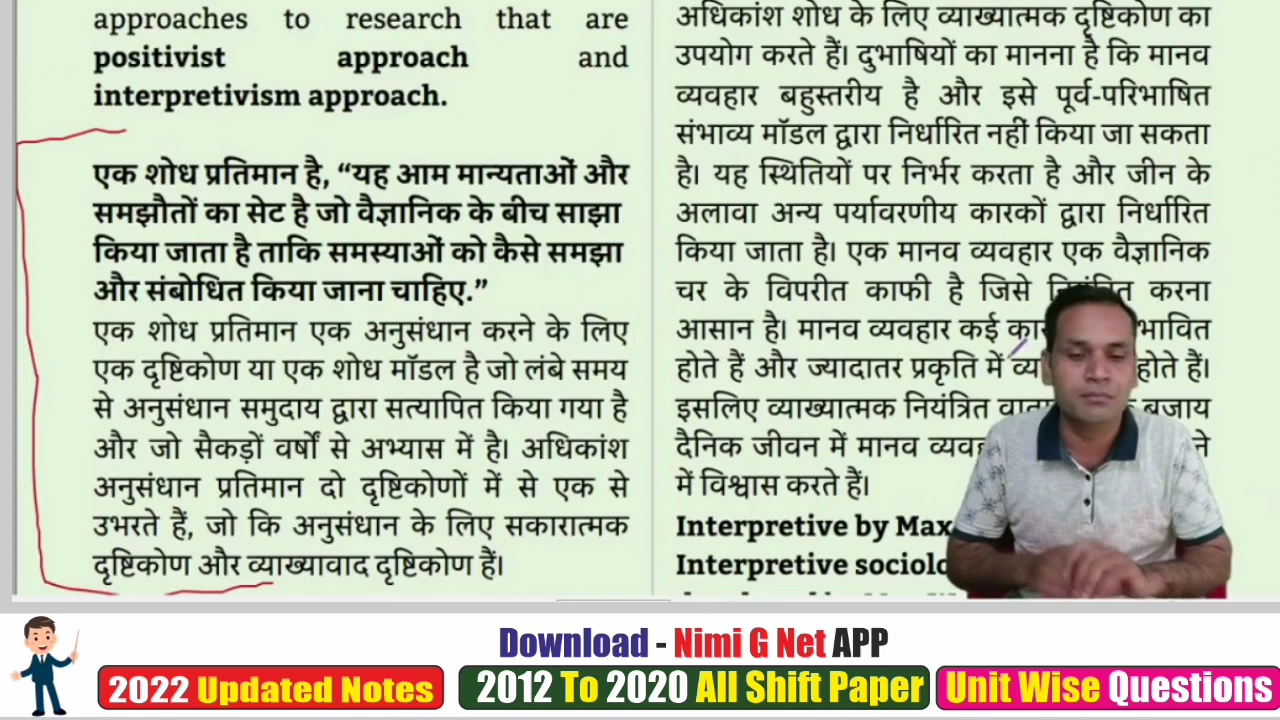 approaches to research that are
positivist approach and
interpretivism approach.
एक शोध प्रतिमान है, “यह आम मान्यताओं और
समझौतों का सेट है जो वैज्ञानिक के बीच साझा
किया जाता है ताकि समस्याओं को कैसे समझा
और संबोधित किया जाना चाहिए.”
एक शोध प्रतिमान एक अनुसंधान करने के लिए
एक दृष्टिकोण या एक शोध मॉडल है जो लंबे समय
से अनुसंधान समुदाय द्वारा सत्यापित किया गया है
और जो सैकड़ों वर्षों से अभ्यास में है। अधिकांश
अनुसंधान प्रतिमान दो दृष्टिकोणों में से एक से
उभरते हैं, जो कि अनुसंधान के लिए सकारात्मक
दृष्टिकोण और व्याख्यावाद दृष्टिकोण हैं।
अधिकांश शोध के लिए व्याख्यात्मक दृष्टिकोण का
उपयोग करते हैं। दुभाषियों का मानना है कि मानव
व्यवहार बहुस्तरीय है और इसे पूर्व-परिभाषित
संभाव्य मॉडल द्वारा निर्धारित नहीं किया जा सकता
है। यह स्थितियों पर निर्भर करता है और जीन के
अलावा अन्य पर्यावरणीय कारकों द्वारा निर्धारित
किया जाता है। एक मानव व्यवहार एक वैज्ञानिक
चर के विपरीत काफी है जिसे करना
आसान है। मानव व्यवहार कई
होते हैं और ज्यादातर प्रकृति में होते हैं।
इसलिए व्याख्यात्मक नियंत्रित बजाय
दैनिक जीवन में मानव
में विश्वास करते हैं।
Interpretive by Max
Interpretive
Download - Nimi G Net APP
2022 Updated Notes
2012 To 2020 All Shift Paper
Unit Wise Questions